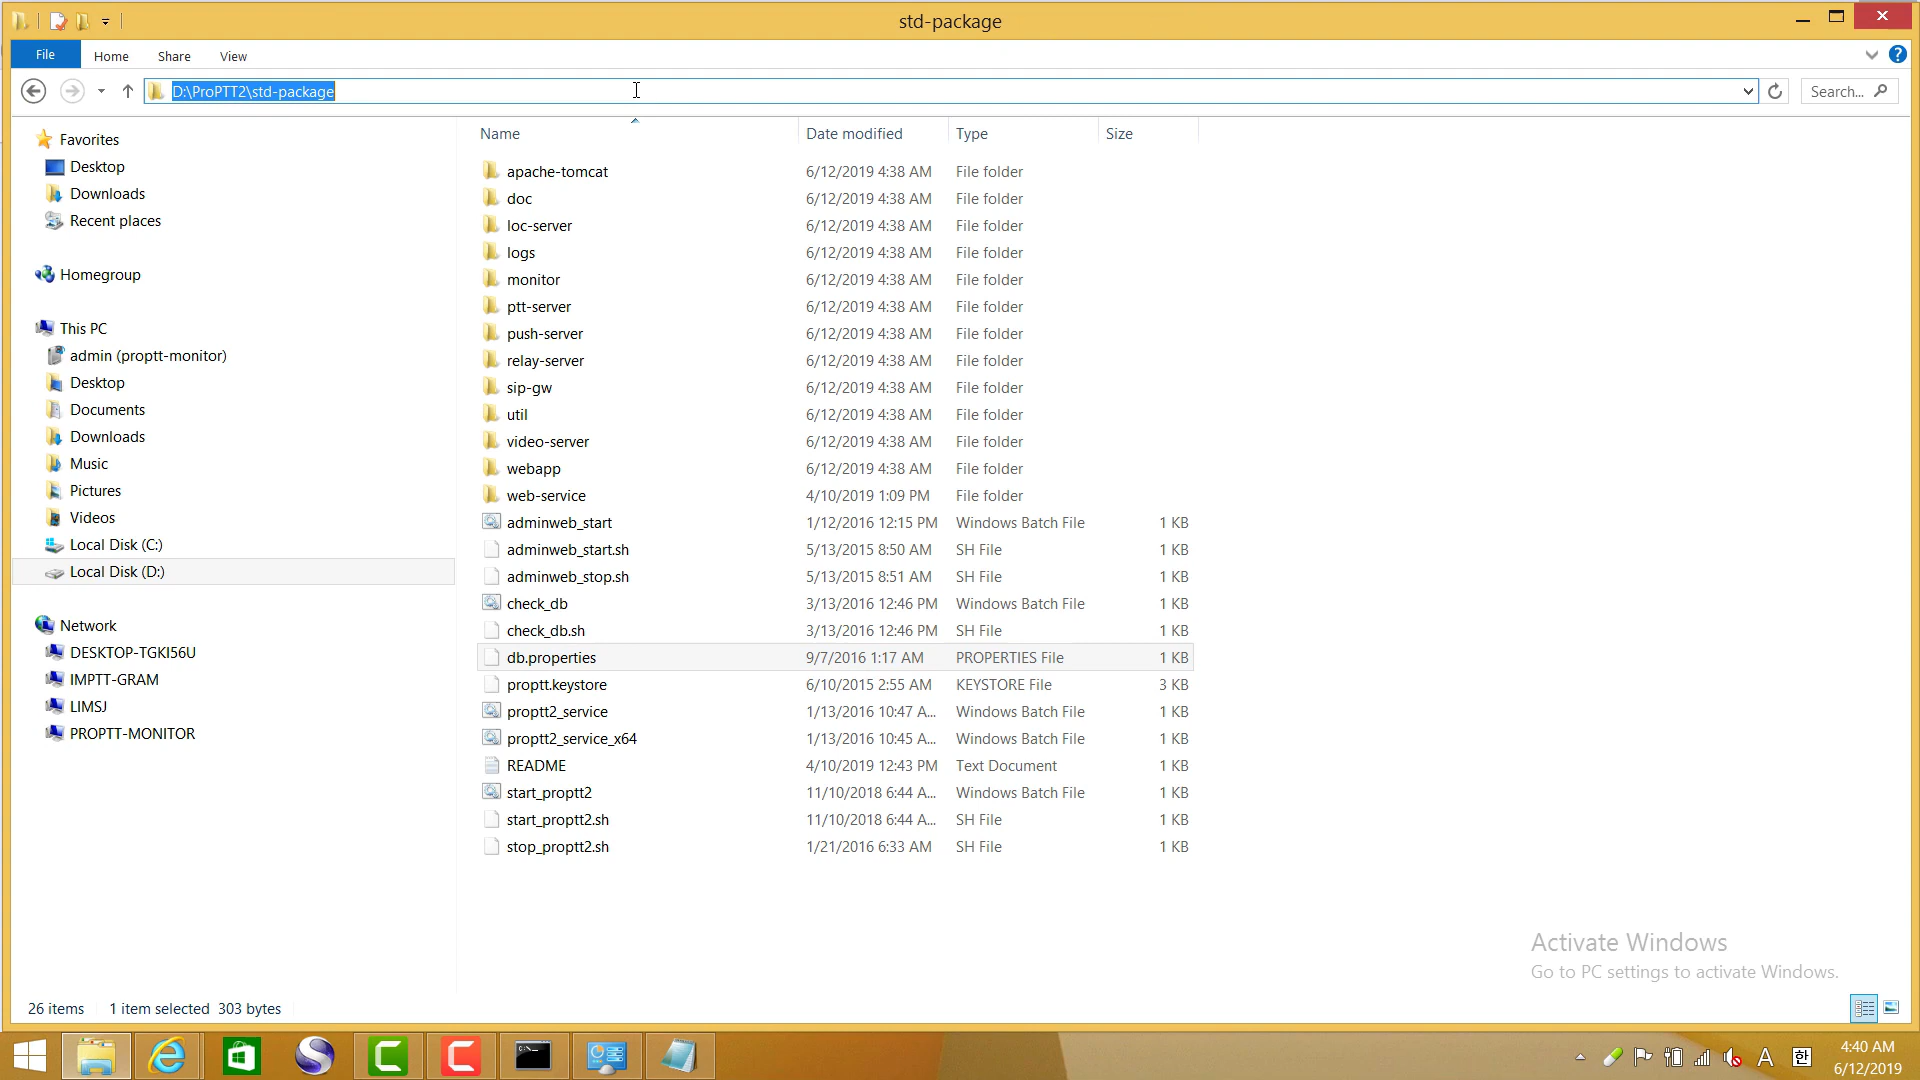 std-package
File Home Share View
D:\ProPTT2\std-package
Search...
Name Date modified Type Size
Favorites
Desktop
Downloads
Recent places
Homegroup
This PC
admin (proptt-monitor)
Desktop
Documents
Downloads
Music
Pictures
Videos
Local Disk (C:)
Local Disk (D:)
Network
DESKTOP-TGKI56U
IMPTT-GRAM
LIMSJ
PROPTT-MONITOR
apache-tomcat 6/12/2019 4:38 AM File folder
doc 6/12/2019 4:38 AM File folder
loc-server 6/12/2019 4:38 AM File folder
logs 6/12/2019 4:38 AM File folder
monitor 6/12/2019 4:38 AM File folder
ptt-server 6/12/2019 4:38 AM File folder
push-server 6/12/2019 4:38 AM File folder
relay-server 6/12/2019 4:38 AM File folder
sip-gw 6/12/2019 4:38 AM File folder
util 6/12/2019 4:38 AM File folder
video-server 6/12/2019 4:38 AM File folder
webapp 6/12/2019 4:38 AM File folder
web-service 4/10/2019 1:09 PM File folder
adminweb_start 1/12/2016 12:15 PM Windows Batch File 1 KB
adminweb_start.sh 5/13/2015 8:50 AM SH File 1 KB
adminweb_stop.sh 5/13/2015 8:51 AM SH File 1 KB
check_db 3/13/2016 12:46 PM Windows Batch File 1 KB
check_db.sh 3/13/2016 12:46 PM SH File 1 KB
db.properties 9/7/2016 1:17 AM PROPERTIES File 1 KB
proptt.keystore 6/10/2015 2:55 AM KEYSTORE File 3 KB
proptt2_service 1/13/2016 10:47 A... Windows Batch File 1 KB
proptt2_service_x64 1/13/2016 10:45 A... Windows Batch File 1 KB
README 4/10/2019 12:43 PM Text Document 1 KB
start_proptt2 11/10/2018 6:44 A... Windows Batch File 1 KB
start_proptt2.sh 11/10/2018 6:44 A... SH File 1 KB
stop_proptt2.sh 1/21/2016 6:33 AM SH File 1 KB
Activate Windows
Go to PC settings to activate Windows.
26 items 1 item selected 303 bytes
A 한 4:40 AM
6/12/2019